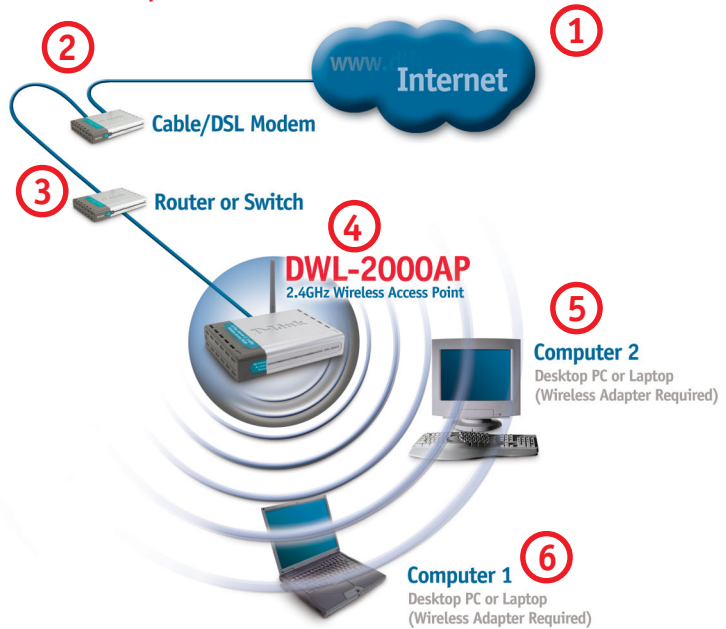 1
2
www.dl
Internet
Cable/DSL Modem
3
Router or Switch
4
DWL-2000AP
2.4GHz Wireless Access Point
D-Link
5
Computer 2
Desktop PC or Laptop
(Wireless Adapter Required)
6
Computer 1
Desktop PC or Laptop
(Wireless Adapter Required)